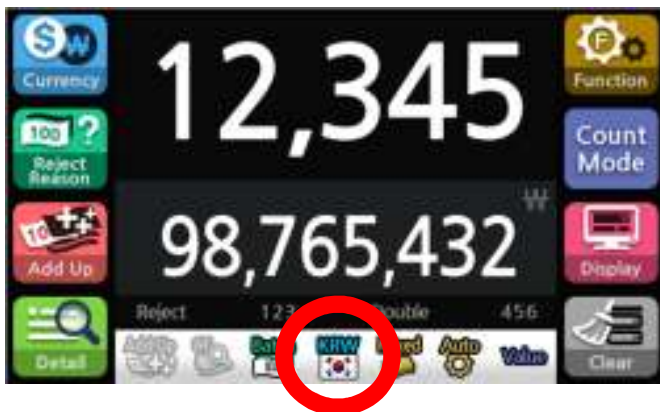 Currency
12,345
Function
100 ?
Reject
Reason
Count
Mode
₩
98,765,432
10
Add Up
Display
Reject 123 Double 456
Detail
KRW
Auto
Value
Clear